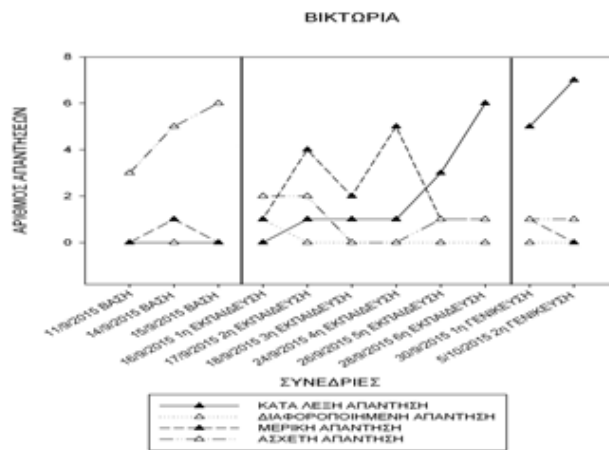 ΒΙΚΤΩΡΙΑ
ΑΡΙΘΜΟΣ ΑΠΑΝΤΗΣΕΩΝ
8
6
4
2
0
11/9/2015 ΒΑΣΗ
14/9/2015 ΒΑΣΗ
15/9/2015 ΒΑΣΗ
16/9/2015 1η ΕΚΠΑΙΔΕΥΣΗ
17/9/2015 2η ΕΚΠΑΙΔΕΥΣΗ
18/9/2015 3η ΕΚΠΑΙΔΕΥΣΗ
24/9/2015 4η ΕΚΠΑΙΔΕΥΣΗ
26/9/2015 5η ΕΚΠΑΙΔΕΥΣΗ
28/9/2015 6η ΕΚΠΑΙΔΕΥΣΗ
30/9/2015 1η ΓΕΝΙΚΕΥΣΗ
5/10/2015 2η ΓΕΝΙΚΕΥΣΗ
ΣΥΝΕΔΡΙΕΣ
ΚΑΤΑ ΛΕΞΗ ΑΠΑΝΤΗΣΗ
ΔΙΑΦΟΡΟΠΟΙΗΜΕΝΗ ΑΠΑΝΤΗΣΗ
ΜΕΡΙΚΗ ΑΠΑΝΤΗΣΗ
ΑΣΧΕΤΗ ΑΠΑΝΤΗΣΗ